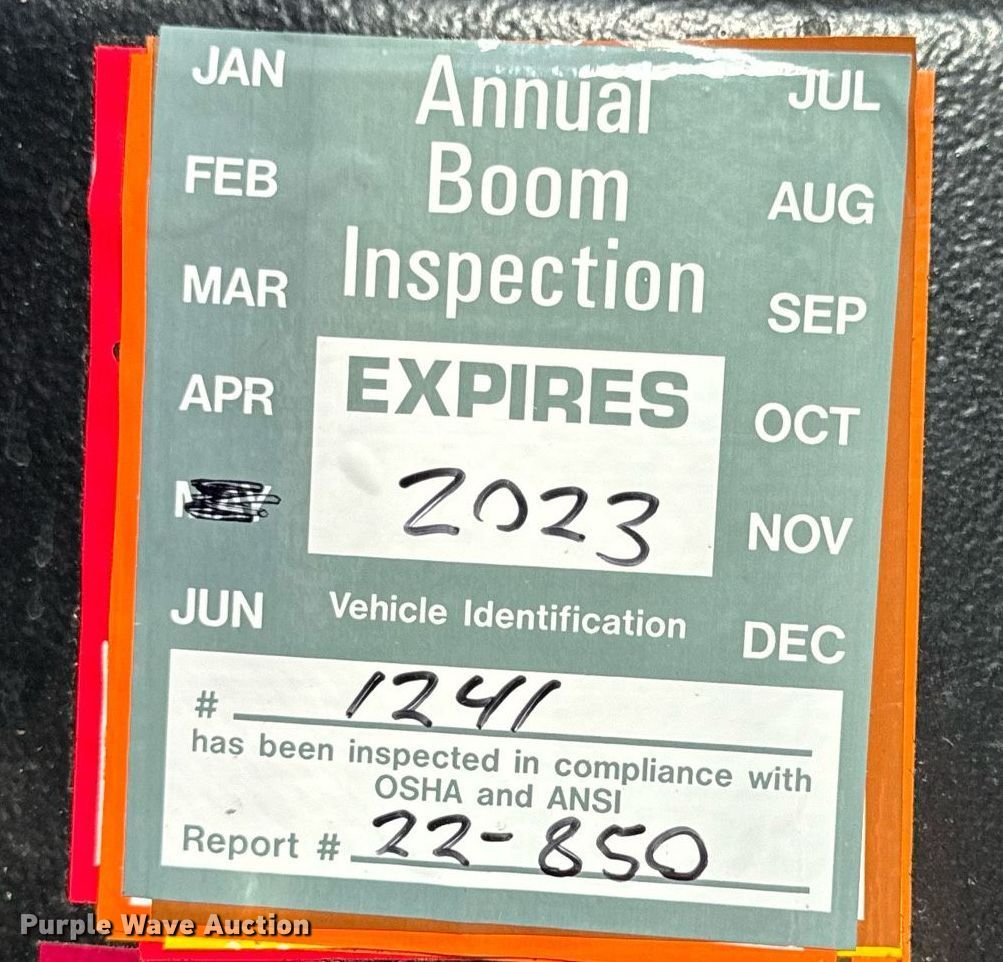 JAN
FEB
MAR
APR
JUN
Annual
Boom
Inspection
EXPIRES
2023
JUL
AUG
SEP
OCT
NOV
DEC
Vehicle Identification
# 1241
has been inspected in compliance with
OSHA and ANSI
Report # 22-850
Purple Wave Auction